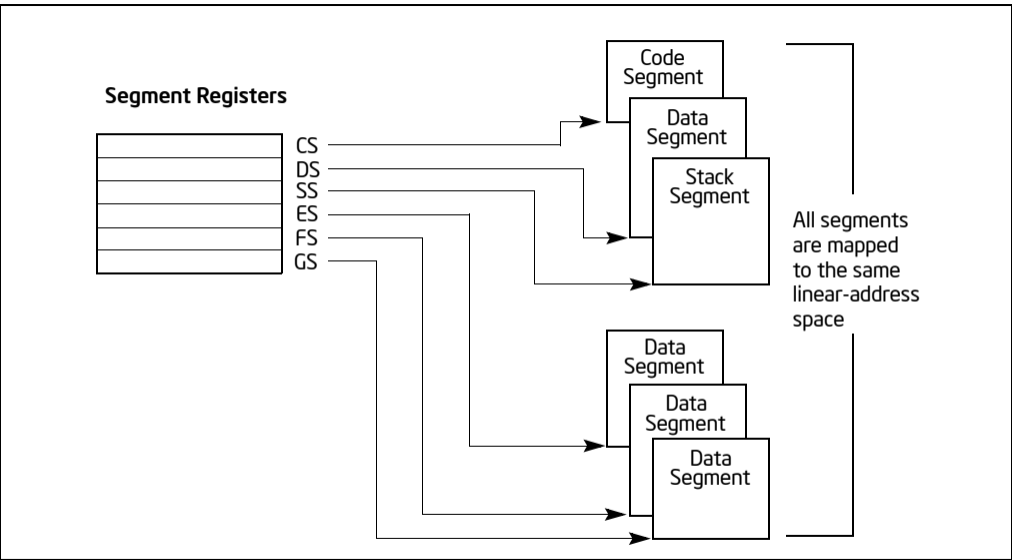 Segment Registers
CS
DS
SS
ES
FS
GS
Code
Segment
Data
Segment
Stack
Segment
Data
Segment
Data
Segment
Data
Segment
All segments
are mapped
to the same
linear-address
space